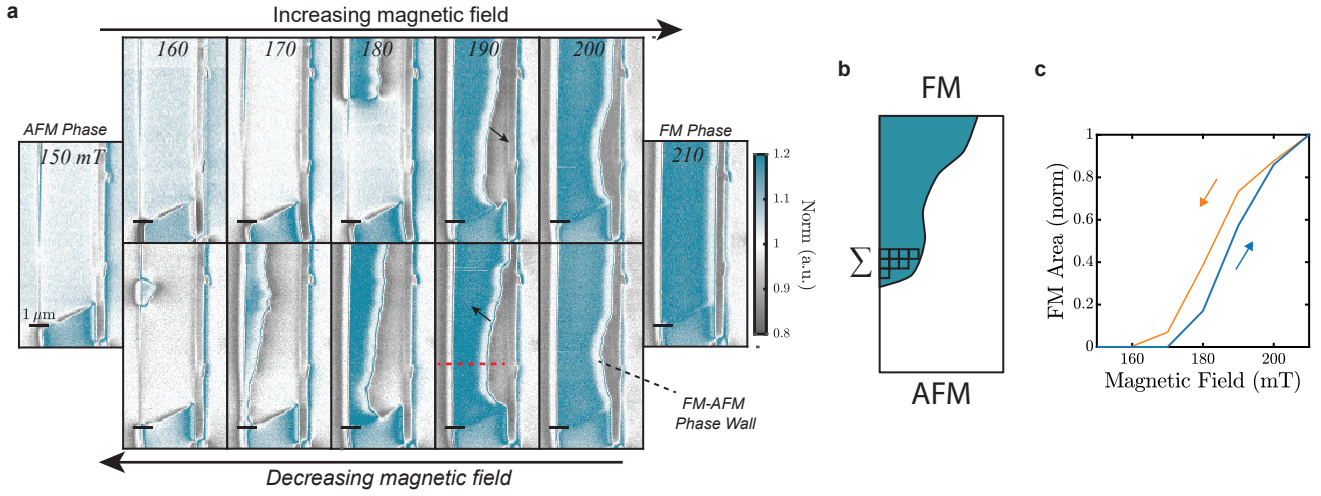 a
Increasing magnetic field
160
170
180
190
200
AFM Phase
150 mT
1 μm
FM Phase
210
1.2
1.1
1
0.9
0.8
Norm (a.u.)
FM-AFM
Phase Wall
Decreasing magnetic field
b
FM
Σ
AFM
c
1
0.8
0.6
0.4
0.2
0
FM Area (norm)
160
180
200
Magnetic Field (mT)